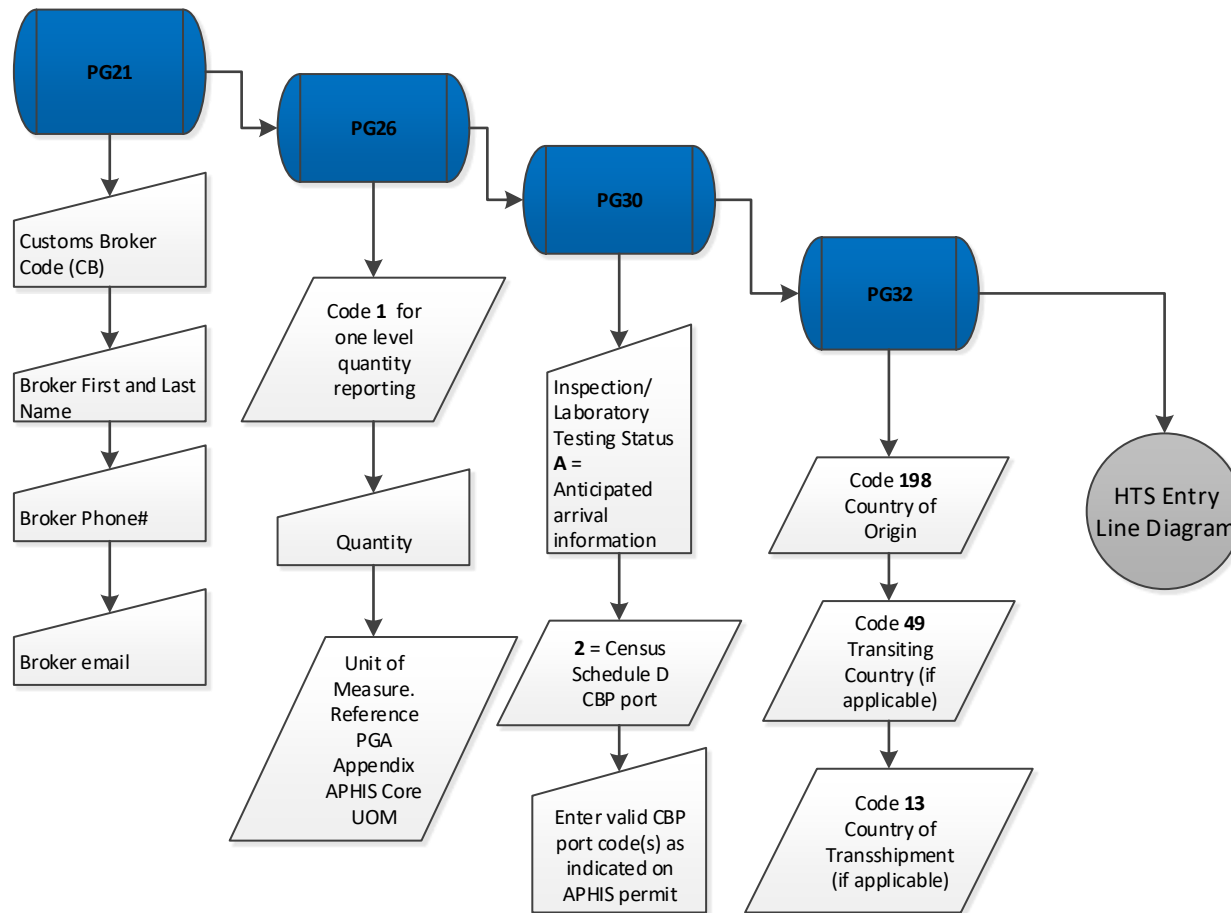 PG21
Customs Broker
Code (CB)
Broker First and Last
Name
Broker Phone#
Broker email
PG26
Code 1 for
one level
quantity
reporting
Quantity
Unit of
Measure.
Reference
PGA
Appendix
APHIS Core
UOM
PG30
Inspection/
Laboratory
Testing Status
A =
Anticipated
arrival
information
2 = Census
Schedule D
CBP port
Enter valid CBP
port code(s) as
indicated on
APHIS permit
PG32
Code 198
Country of
Origin
Code 49
Transiting
Country (if
applicable)
Code 13
Country of
Transshipment
(if applicable)
HTS Entry
Line Diagram